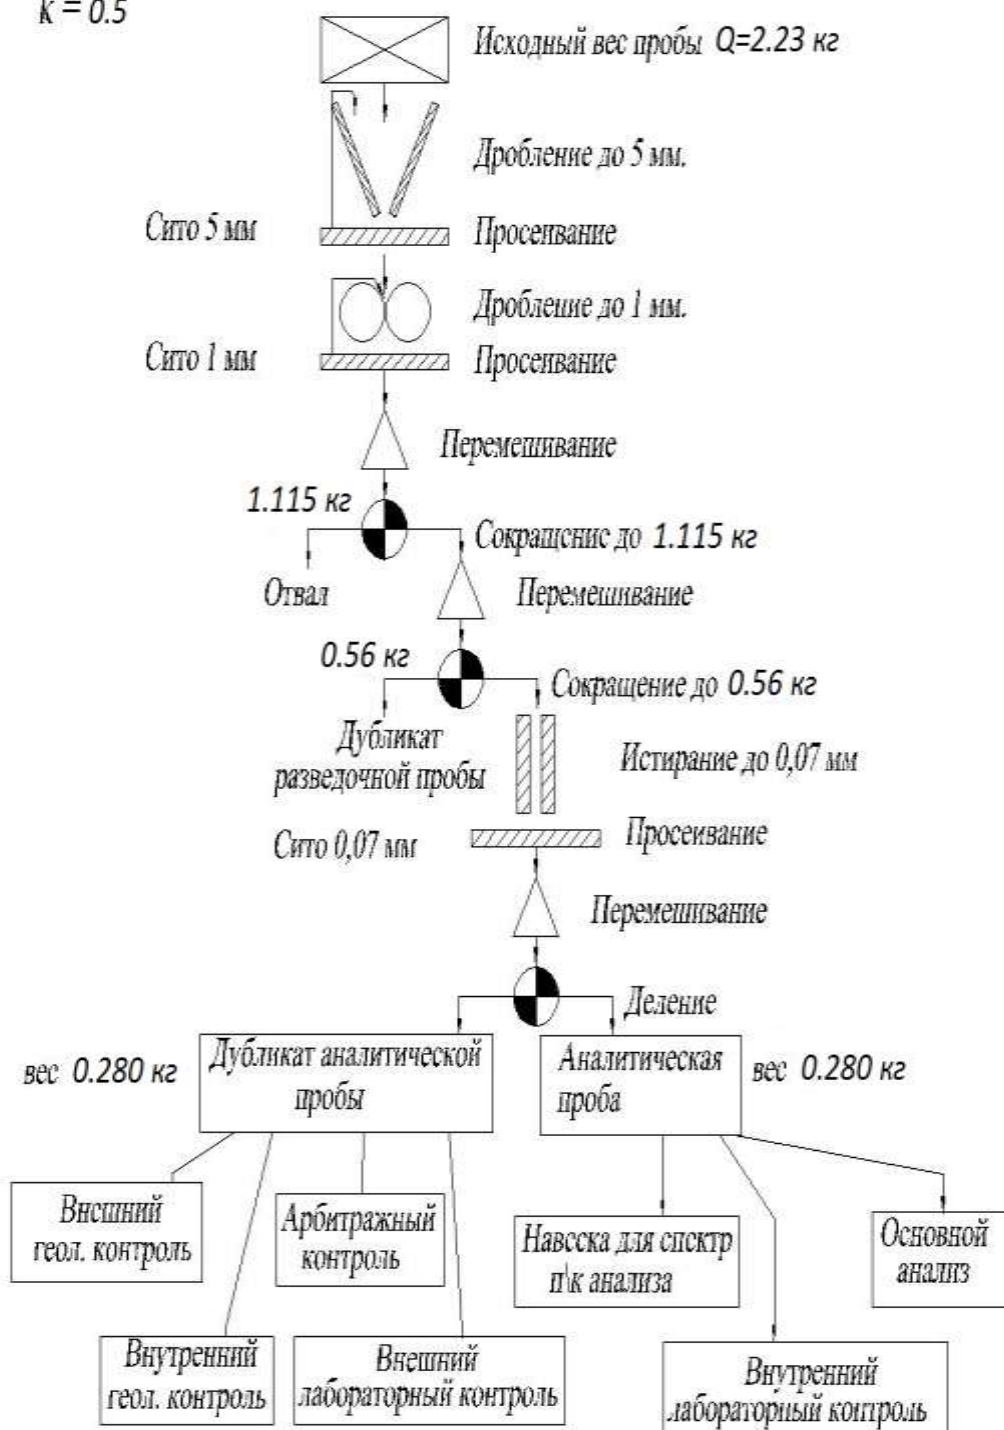 k = 0.5
Исходный вес пробы Q=2.23 кг
Дробление до 5 мм.
Сито 5 мм
Просеивание
Дробление до 1 мм.
Сито 1 мм
Просеивание
Перемешивание
1.115 кг
Сокращение до 1.115 кг
Отвал
Перемешивание
0.56 кг
Сокращение до 0.56 кг
Дубликат
разведочной пробы
Истирание до 0,07 мм
Сито 0,07 мм
Просеивание
Перемешивание
Деление
вес 0.280 кг
Дубликат аналитической
пробы
Аналитическая
проба
вес 0.280 кг
Внешний
геол. контроль
Арбитражный
контроль
Навеска для спектр
п\к анализа
Основной
анализ
Внутренний
геол. контроль
Внешний
лабораторный контроль
Внутренний
лабораторный контроль